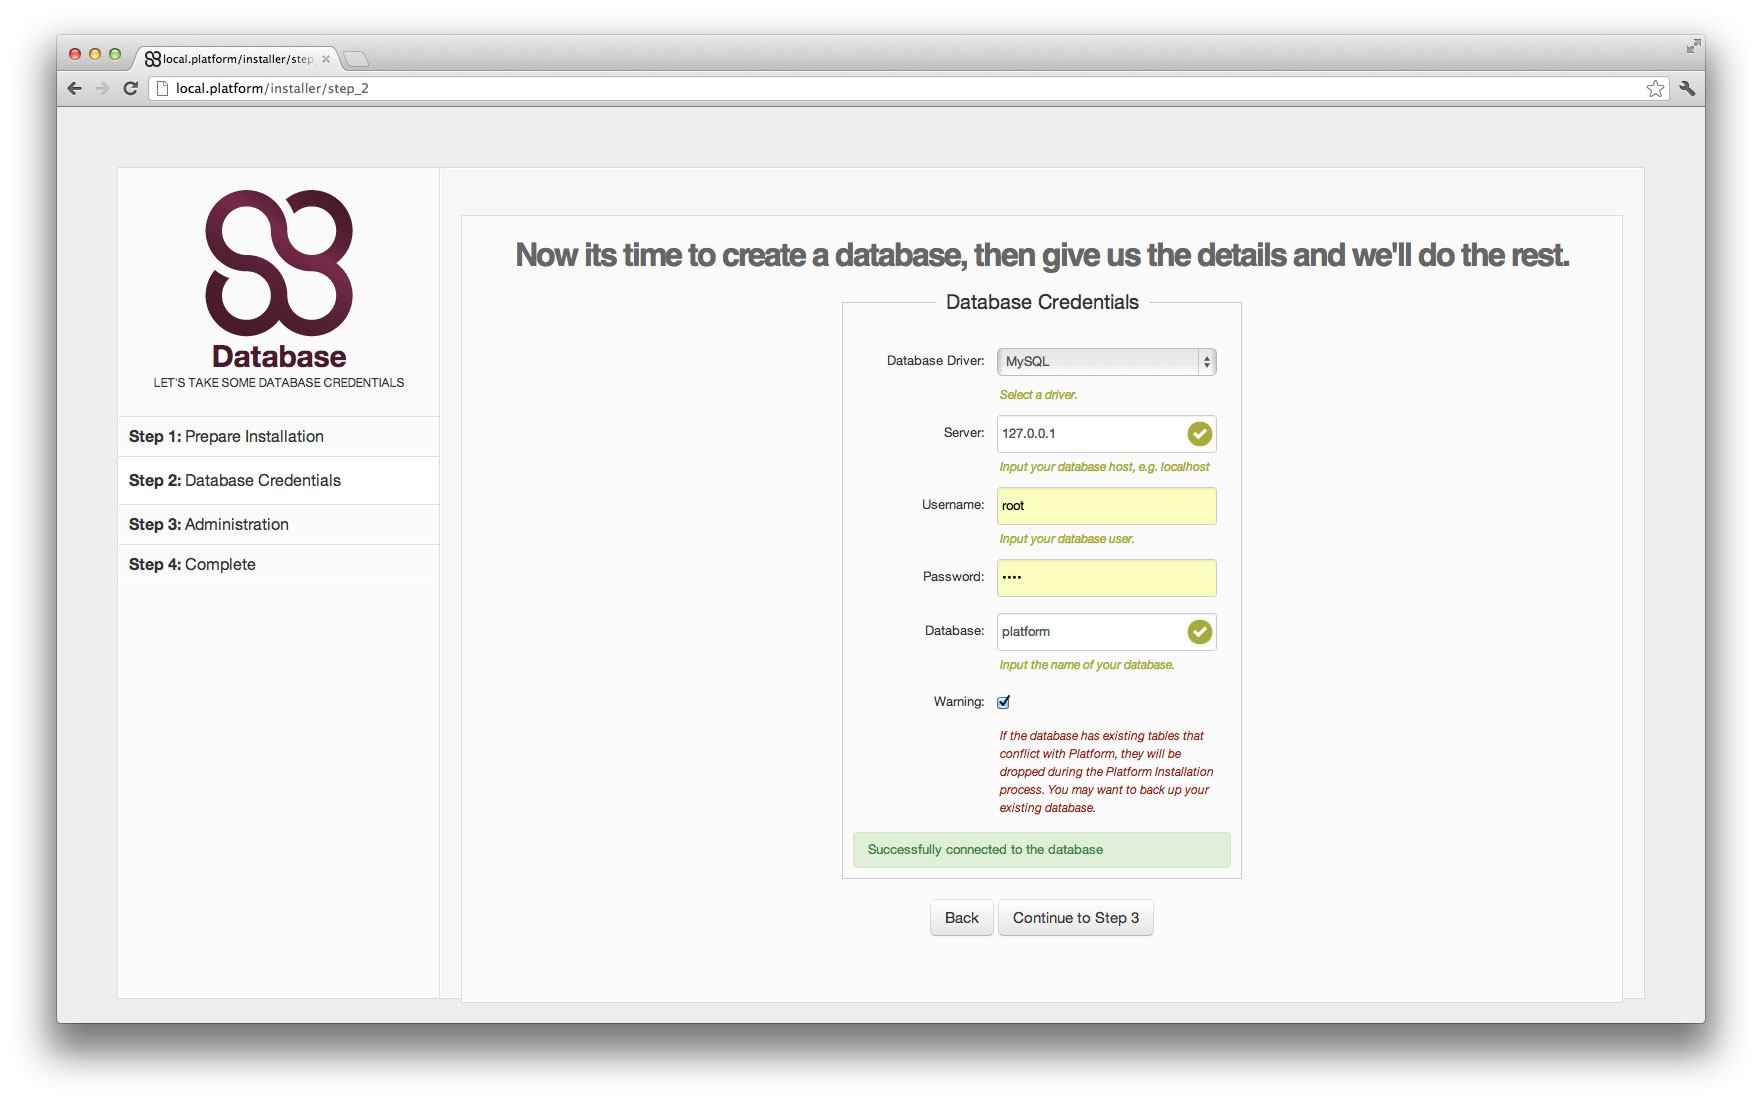 local.platform/installer/step
local.platform/installer/step_2
Database
LET'S TAKE SOME DATABASE CREDENTIALS
Step 1: Prepare Installation
Step 2: Database Credentials
Step 3: Administration
Step 4: Complete
Now its time to create a database, then give us the details and we'll do the rest.
Database Credentials
Database Driver: MySQL
Select a driver.
Server: 127.0.0.1
Input your database host, e.g. localhost
Username: root
Input your database user.
Password: ••••
Database: platform
Input the name of your database.
Warning:
If the database has existing tables that
conflict with Platform, they will be
dropped during the Platform Installation
process. You may want to back up your
existing database.
Successfully connected to the database
Back Continue to Step 3